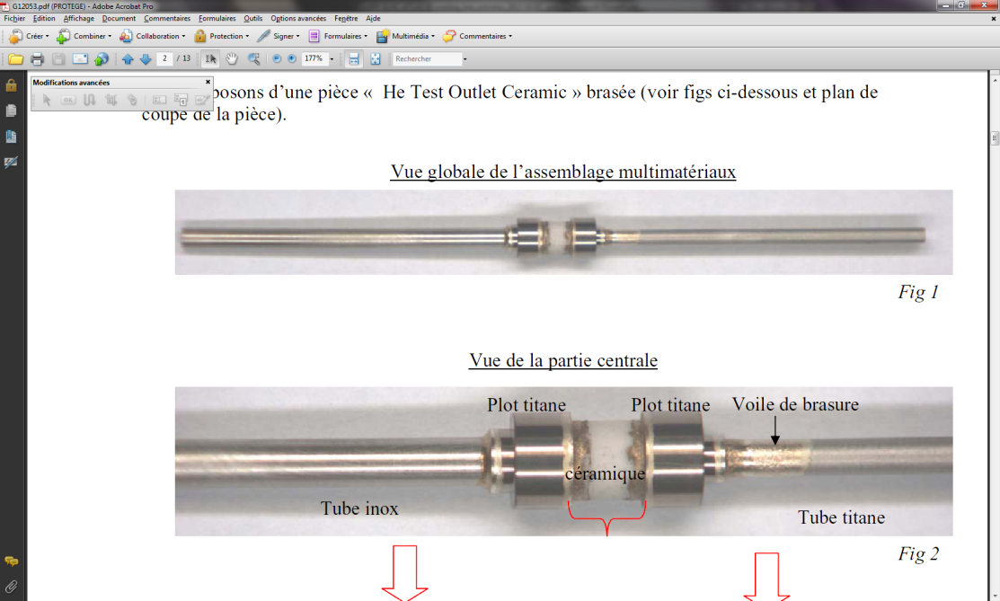 G12053.pdf (PROTEGE) - Adobe Acrobat Pro
Fichier Edition Affichage Document Commentaires Formulaires Outils Options avancées Fenêtre Aide
Créer Combiner Collaboration Protection Signer Formulaires Multimédia Commentaires
2 / 13 177% Rechercher
Modifications avancées
posons d’une pièce « He Test Outlet Ceramic » brasée (voir figs ci-dessous et plan de
coupe de la pièce).
Vue globale de l’assemblage multimatériaux
Fig 1
Vue de la partie centrale
Plot titane Plot titane Voile de brasure
céramique
Tube inox
Tube titane
Fig 2